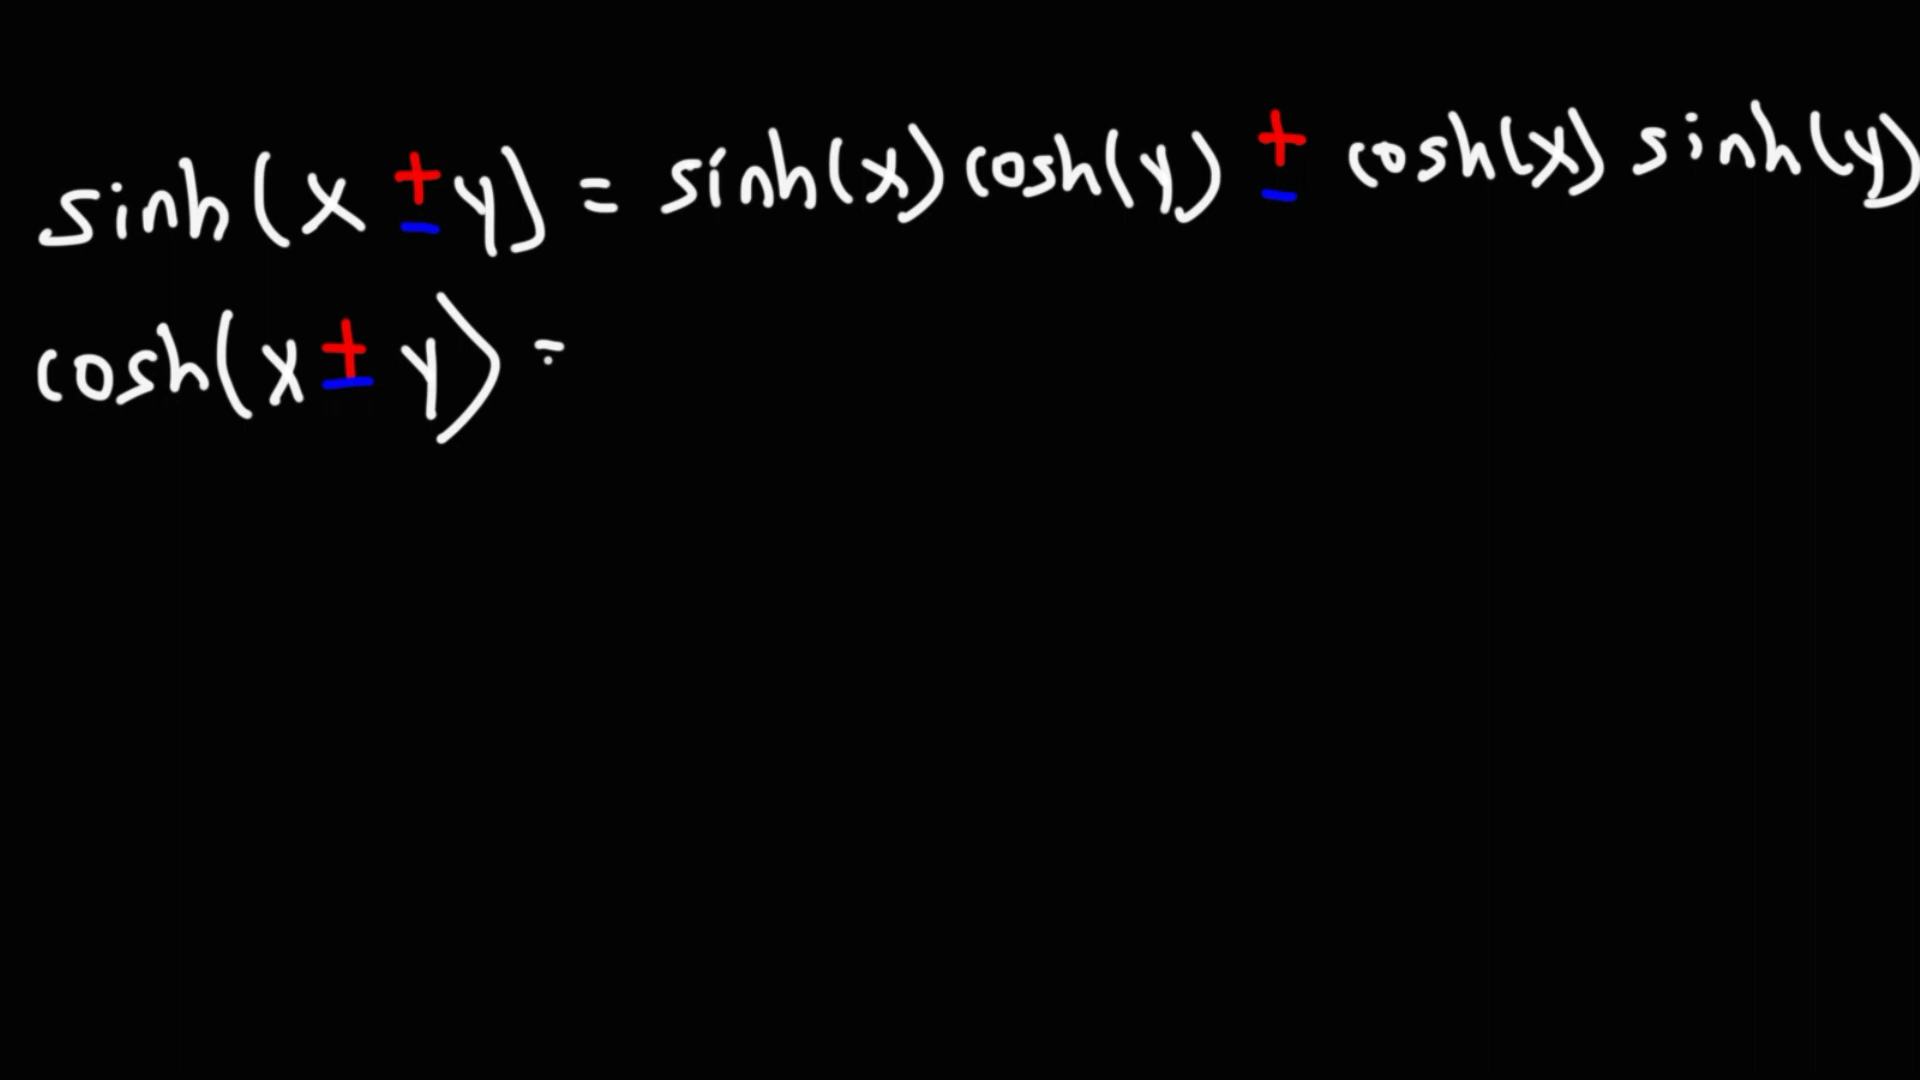 sinh(x ± y) = sinh(x) cosh(y) ± cosh(x) sinh(y)
cosh(x ± y) =